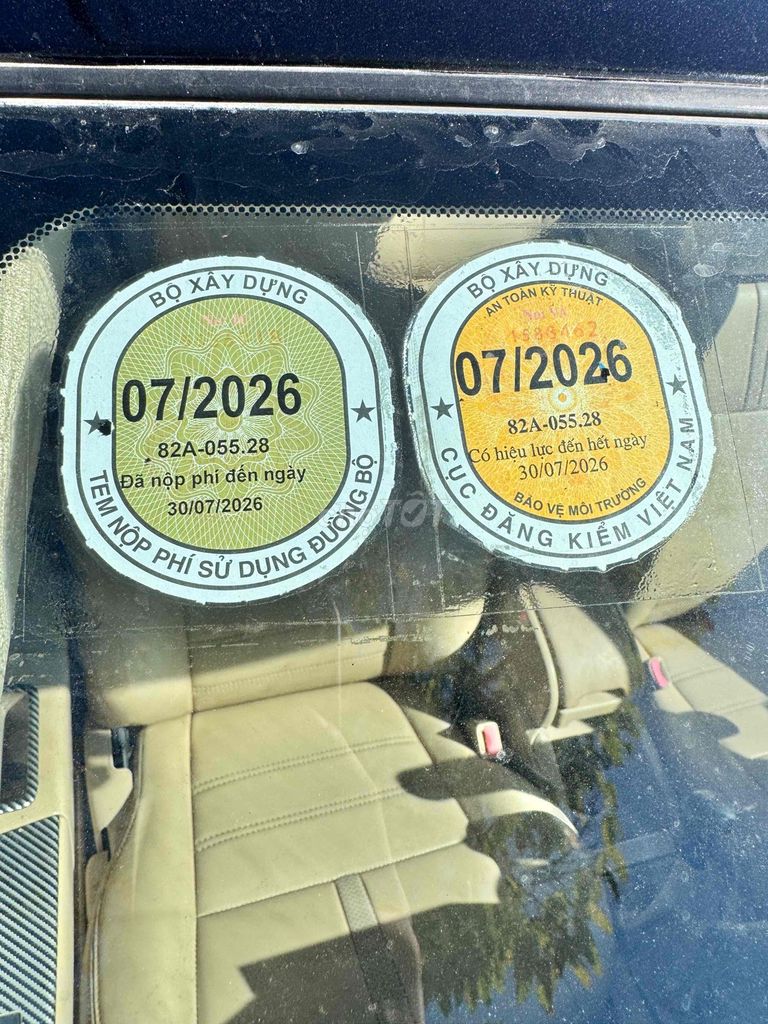 BỘ XÂY DỰNG
07/2026
82A-055.28
Đã nộp phí đến ngày
30/07/2026
TEM NỘP PHÍ SỬ DỤNG ĐƯỜNG BỘ
BỘ XÂY DỰNG
AN TOÀN KỸ THUẬT
07/2026
82A-055.28
Có hiệu lực đến hết ngày
30/07/2026
BẢO VỆ MÔI TRƯỜNG
CỤC ĐĂNG KIỂM VIỆT NAM